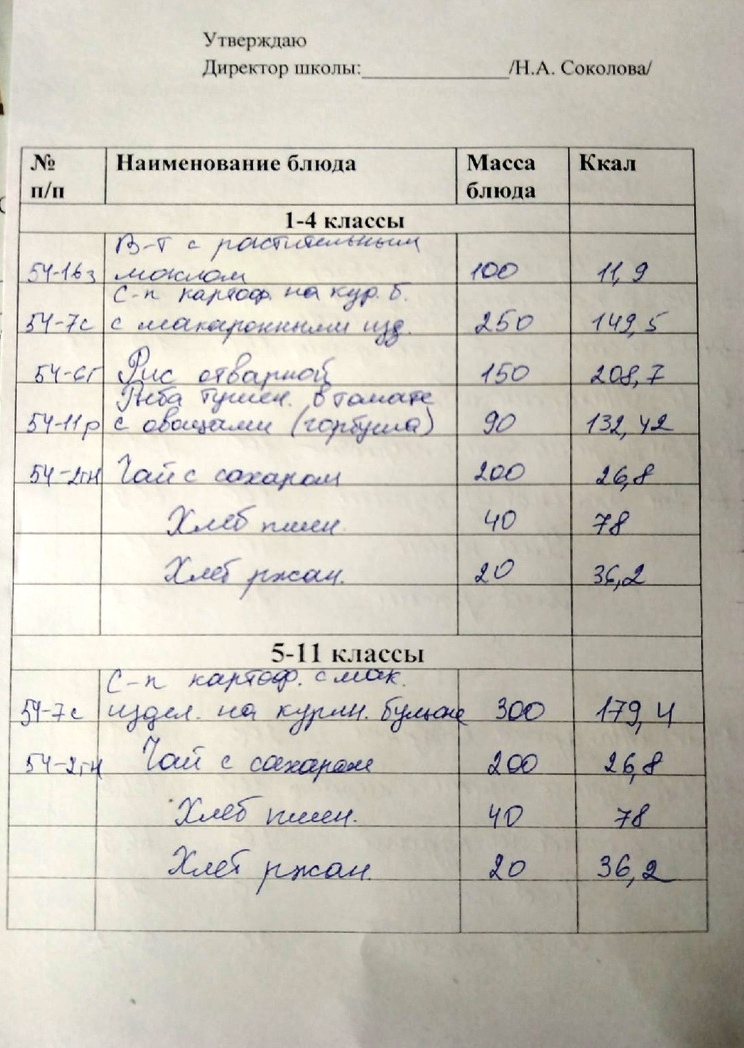 Утверждаю
Директор школы:_______________/Н.А. Соколова/
№ п/п Наименование блюда Масса блюда Ккал
1-4 классы
В-т с растительным
54-16з маслом 100 11,9
С-п картоф. на кур. б.
54-7с с макаронными изд. 250 149,5
54-6г Рис отварной 150 208,7
Рыба тушен. в томате
54-11р с овощами (горбуша) 90 132,42
54-2гн Чай с сахаром 200 26,8
Хлеб пшен. 40 78
Хлеб ржан. 20 36,2
5-11 классы
С-п картоф. с мак.
54-7с издел. на курин. бульоне 300 179,4
54-2гн Чай с сахаром 200 26,8
Хлеб пшен. 40 78
Хлеб ржан. 20 36,2